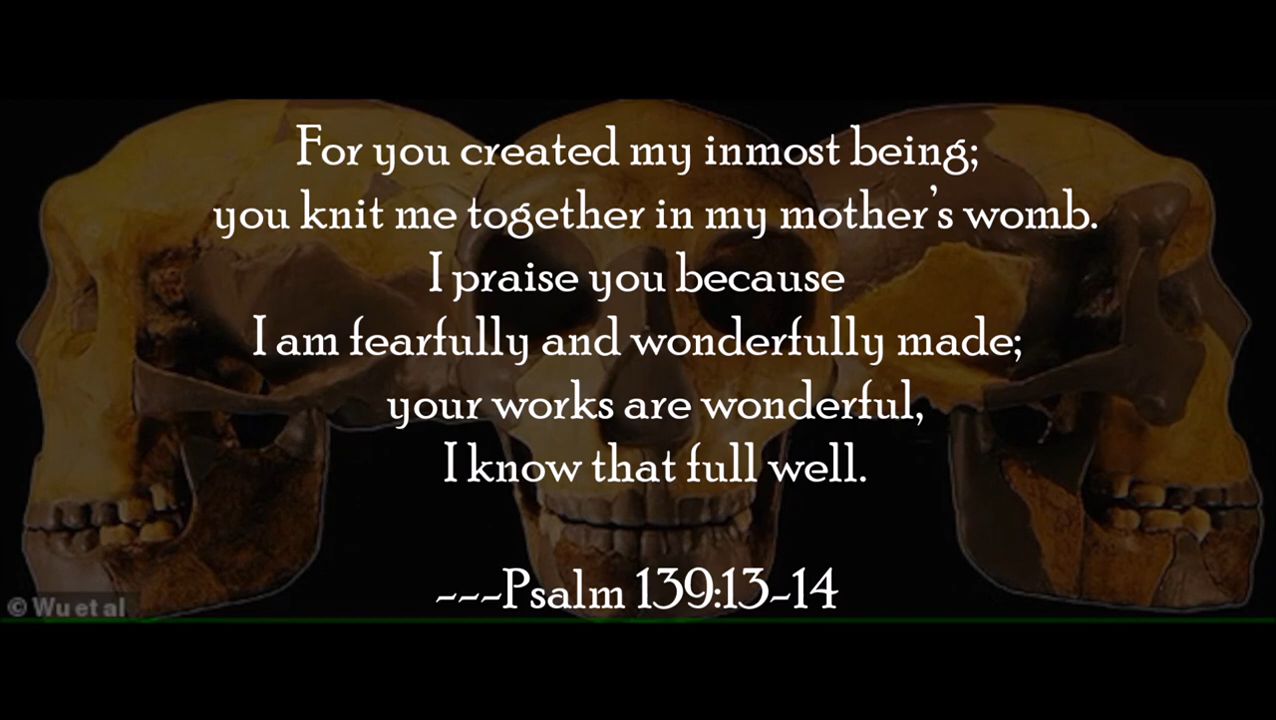 For you created my inmost being;
you knit me together in my mother's womb.
I praise you because
I am fearfully and wonderfully made;
your works are wonderful,
I know that full well.
---Psalm 139:13-14
© Wu et al